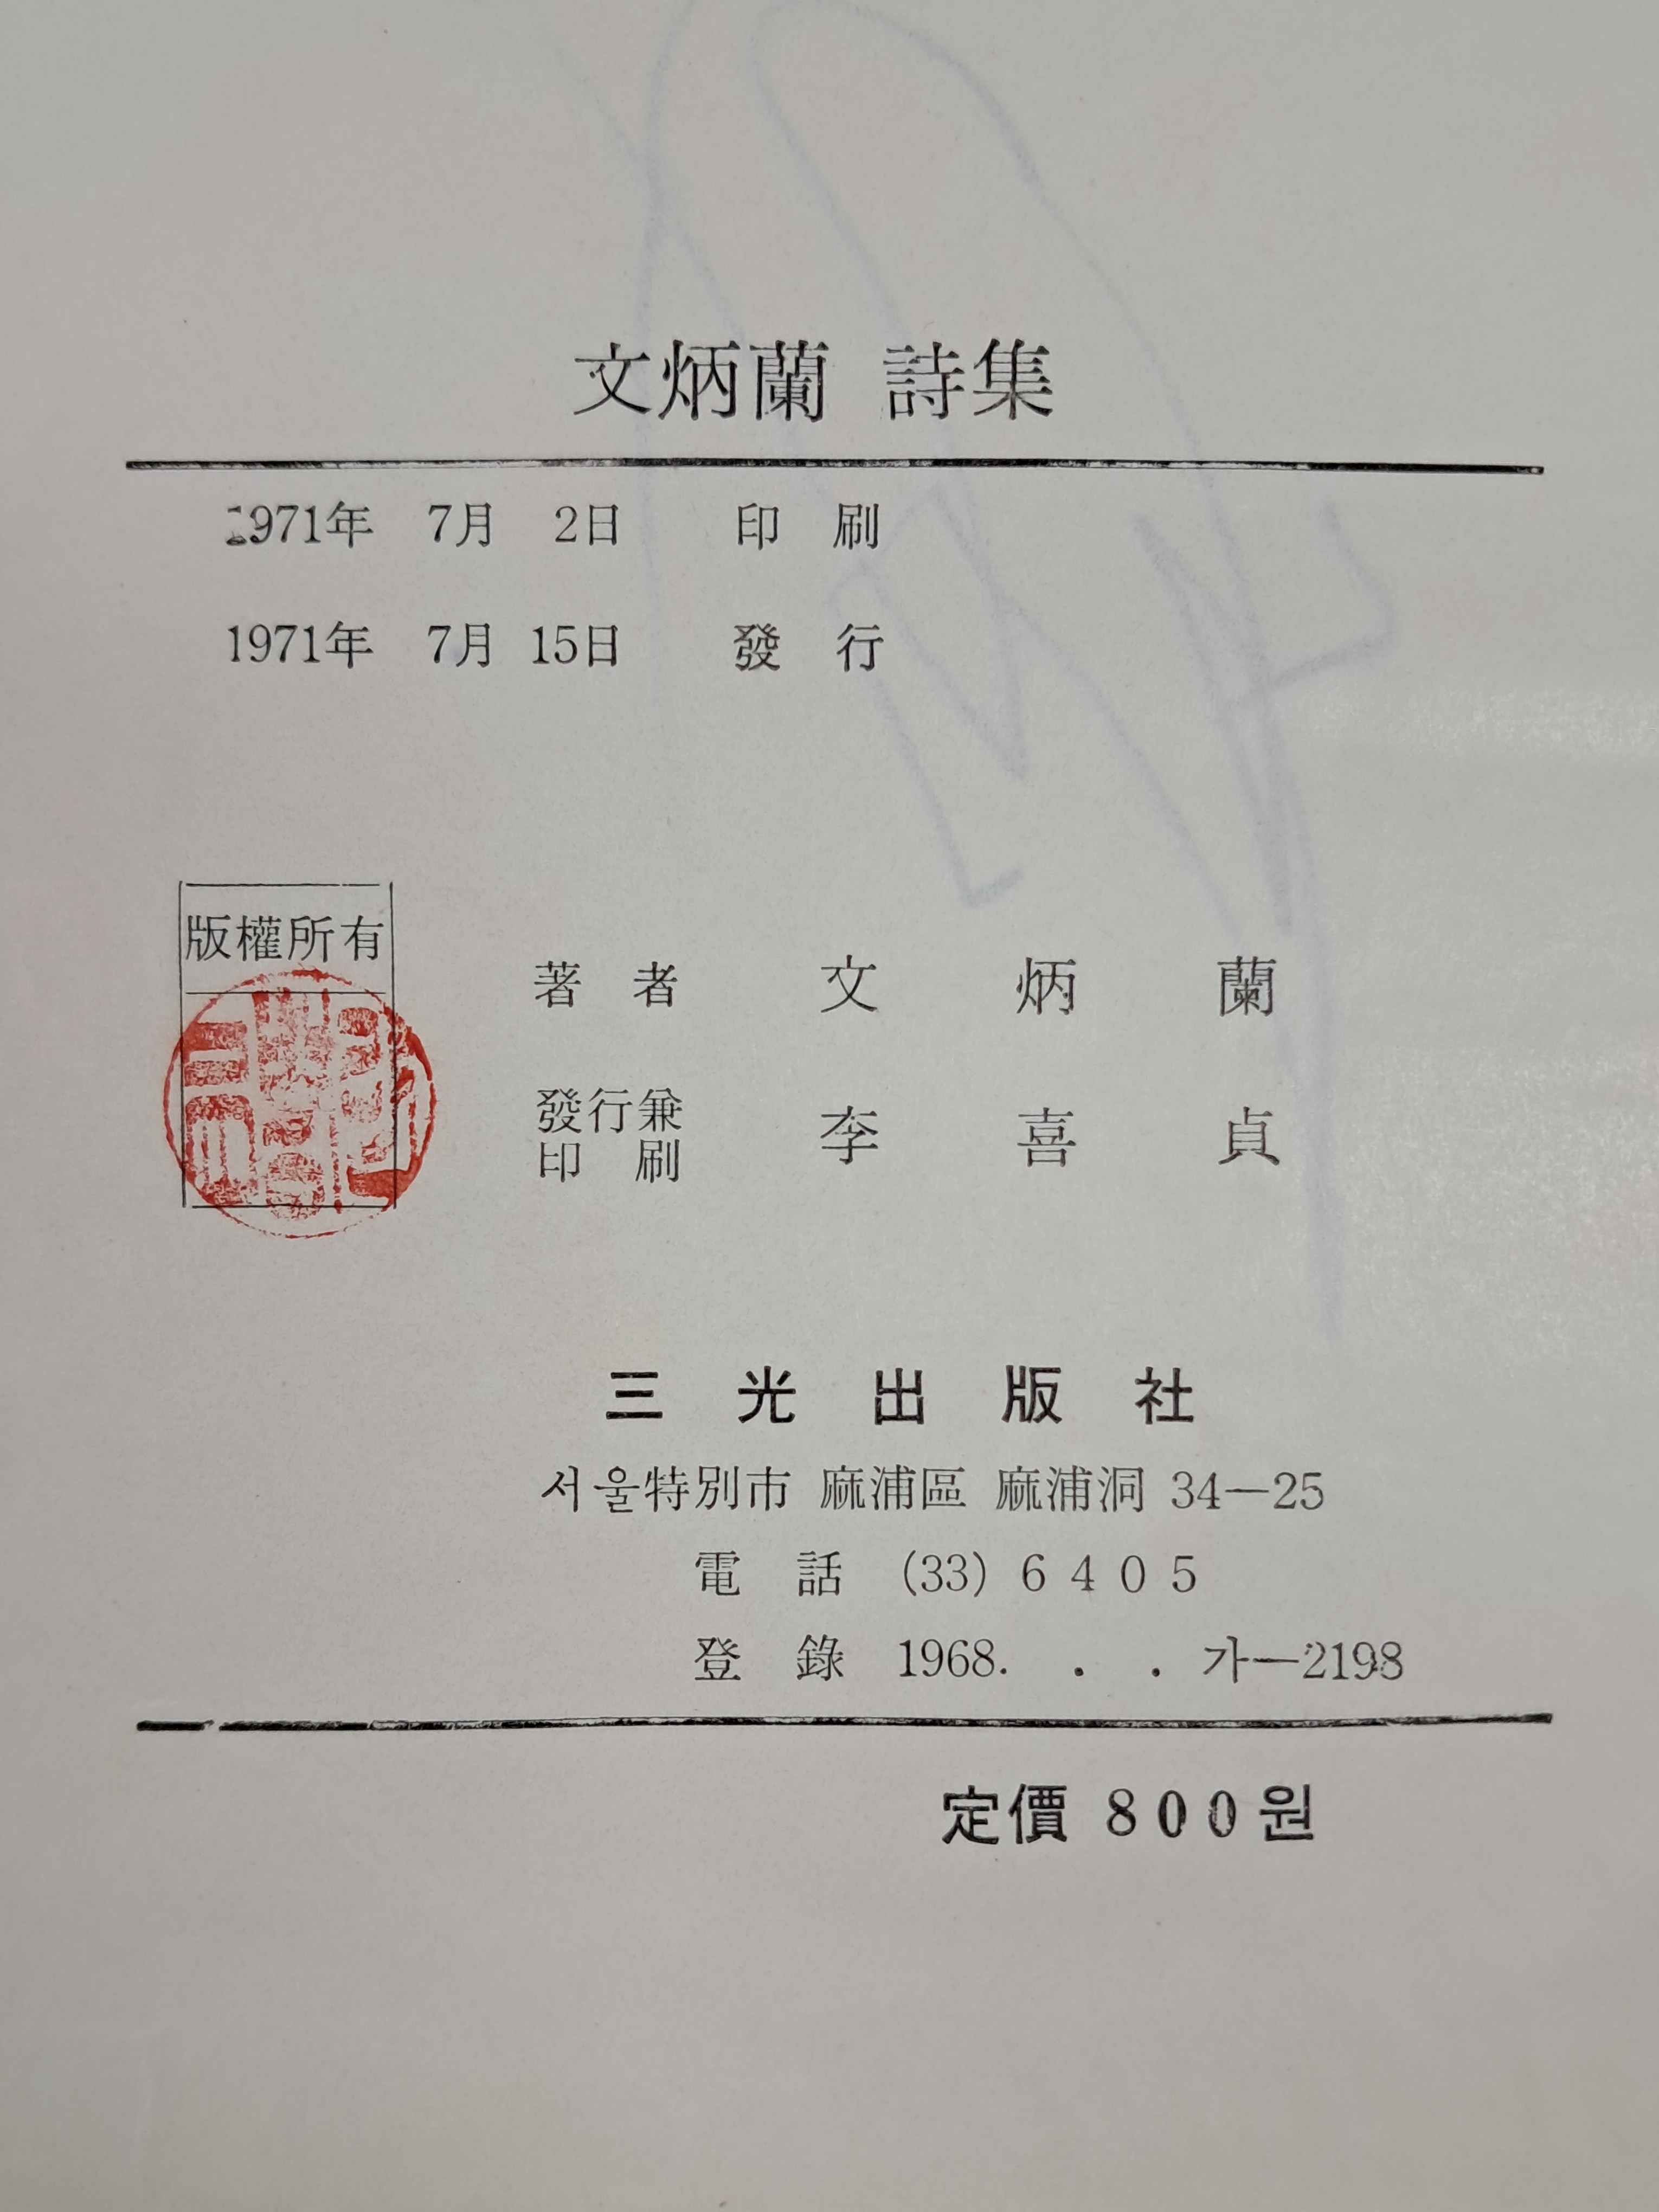 文炳蘭 詩集
1971年 7月 2日 印 刷
1971年 7月 15日 發 行
版權所有
著 者 文 炳 蘭
發行兼
印 刷 李 喜 貞
三 光 出 版 社
서울特別市 麻浦區 麻浦洞 34—25
電 話 (33) 6 4 0 5
登 錄 1968. . . 가—2198
定價 8 0 0 원